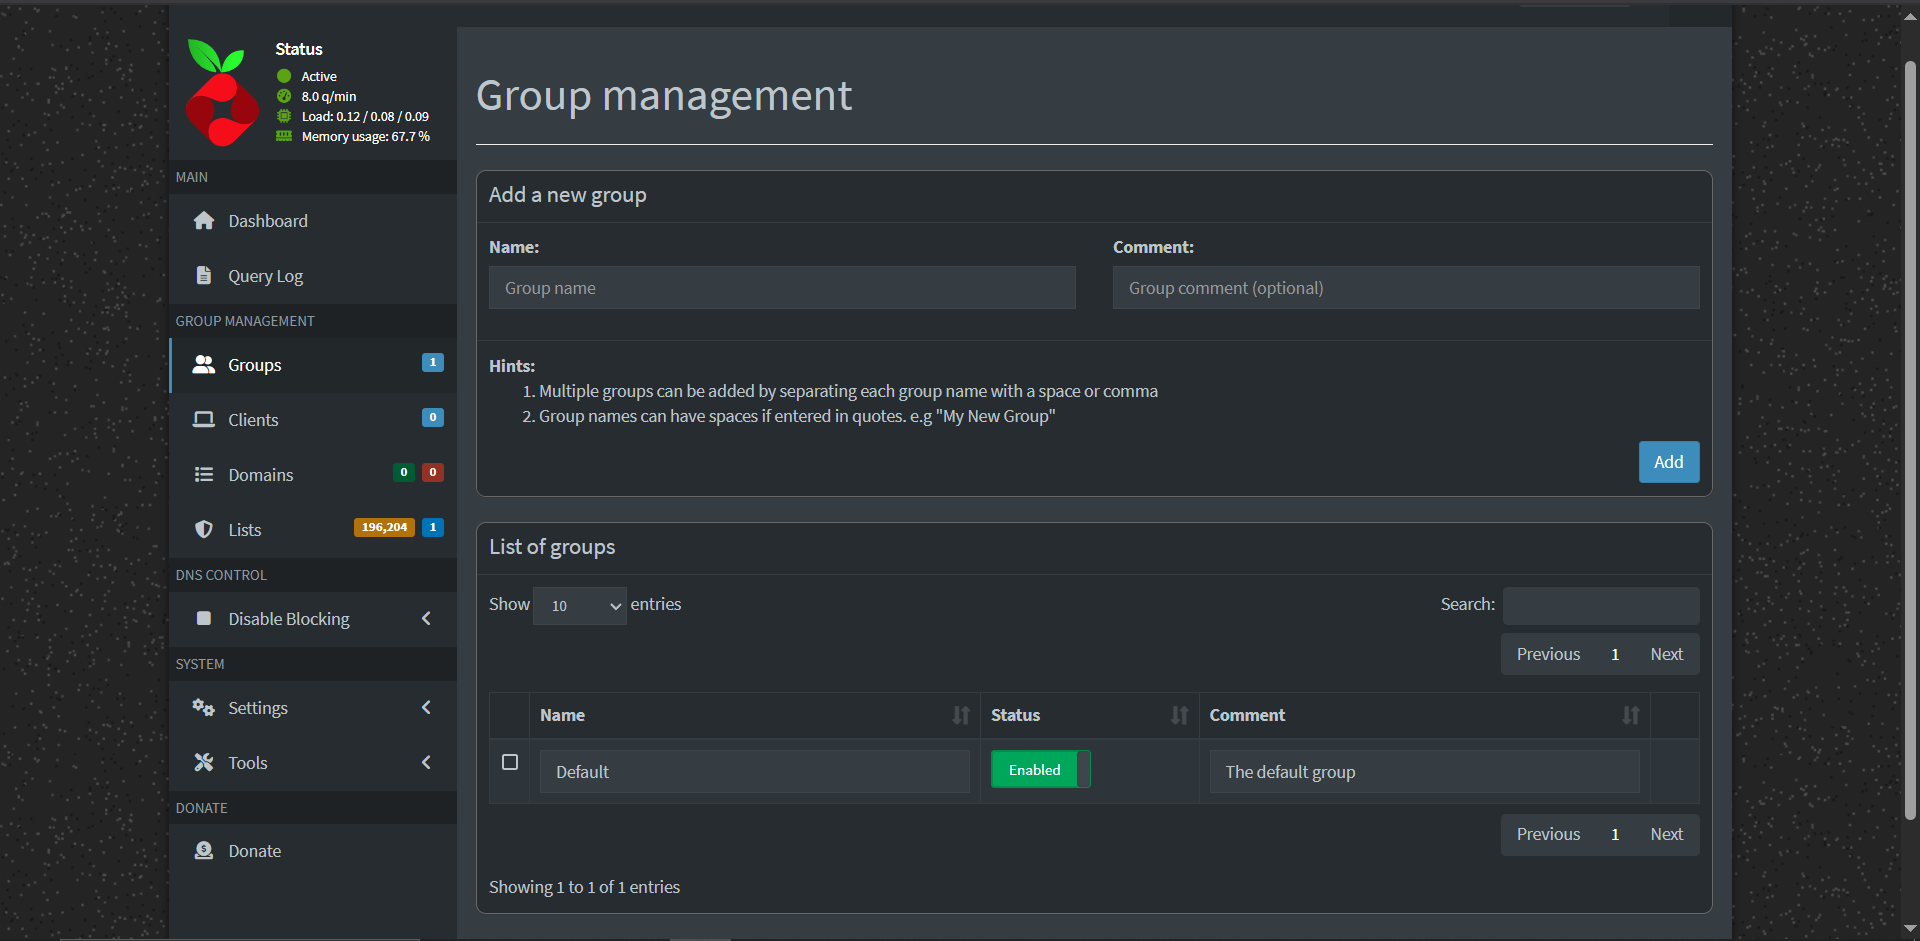 Status
Active
8.0 q/min
Load: 0.12 / 0.08 / 0.09
Memory usage: 67.7 %
MAIN
Dashboard
Query Log
GROUP MANAGEMENT
Groups 1
Clients 0
Domains 0 0
Lists 196,204 1
DNS CONTROL
Disable Blocking
SYSTEM
Settings
Tools
DONATE
Donate
Group management
Add a new group
Name: Comment:
Group name Group comment (optional)
Hints:
1. Multiple groups can be added by separating each group name with a space or comma
2. Group names can have spaces if entered in quotes. e.g "My New Group"
Add
List of groups
Show 10 entries Search:
Previous 1 Next
Name Status Comment
Default Enabled The default group
Previous 1 Next
Showing 1 to 1 of 1 entries